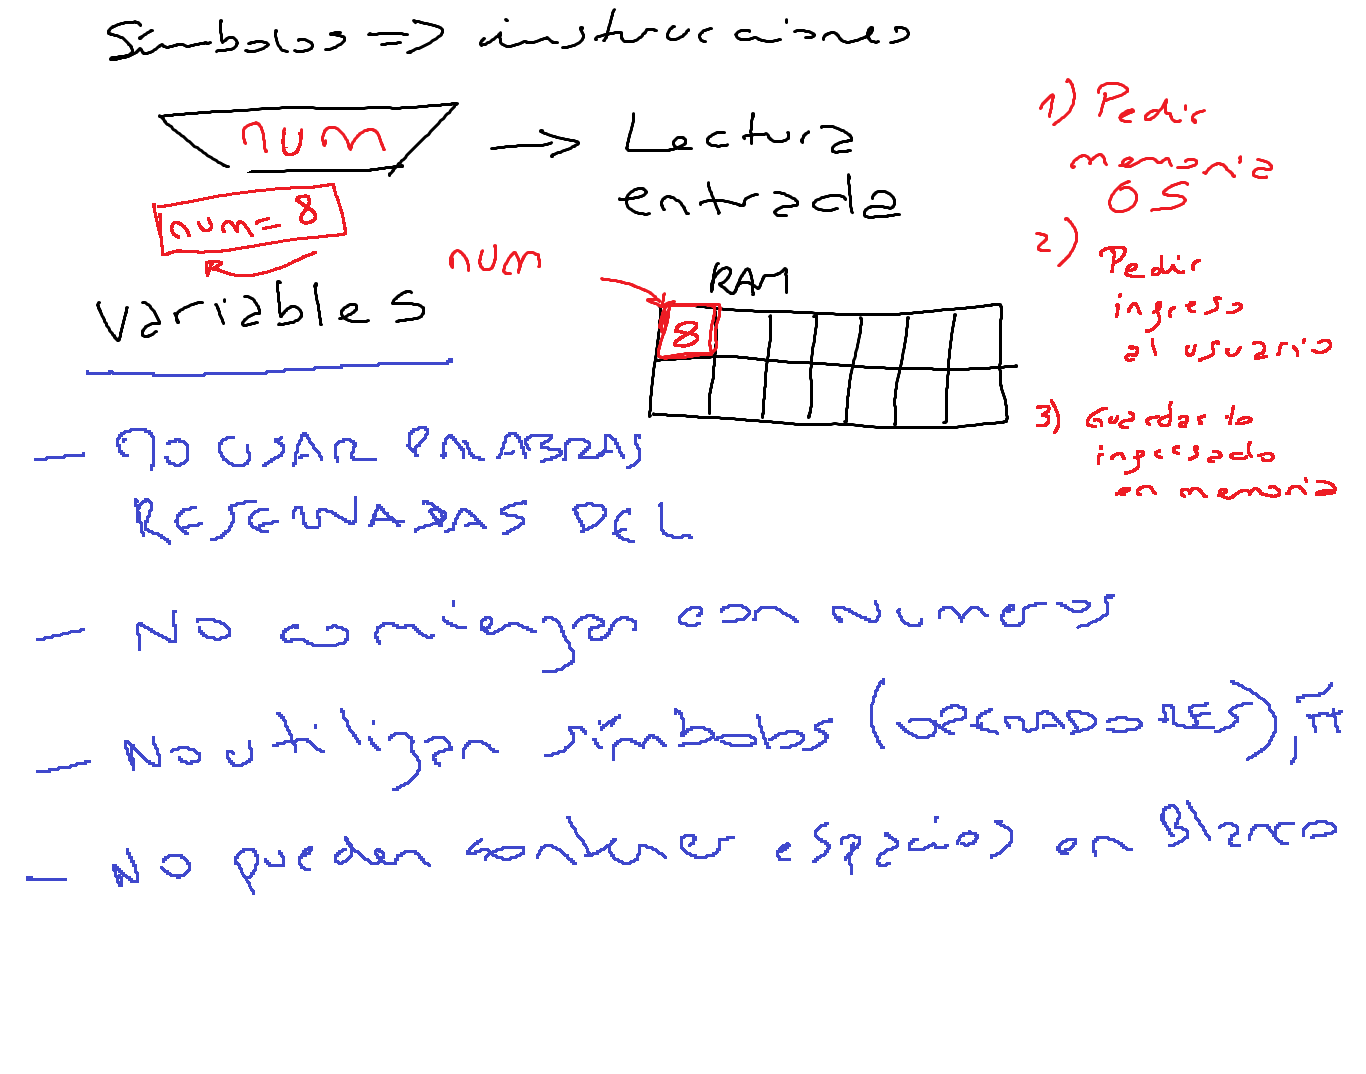 Símbolos => instrucciones
num → Lectura
entrada
num = 8
num
RAM
8
1) Pedir
memoria
OS
2) Pedir
ingreso
al usuario
3) Guardar lo
ingresado
en memoria
variables
- NO USAR PALABRAS
RESERVADAS DEL
- NO comienzan con Numeros
- No utilizan símbolos (OPERADORES), ñ
- NO pueden contener espacios en Blanco